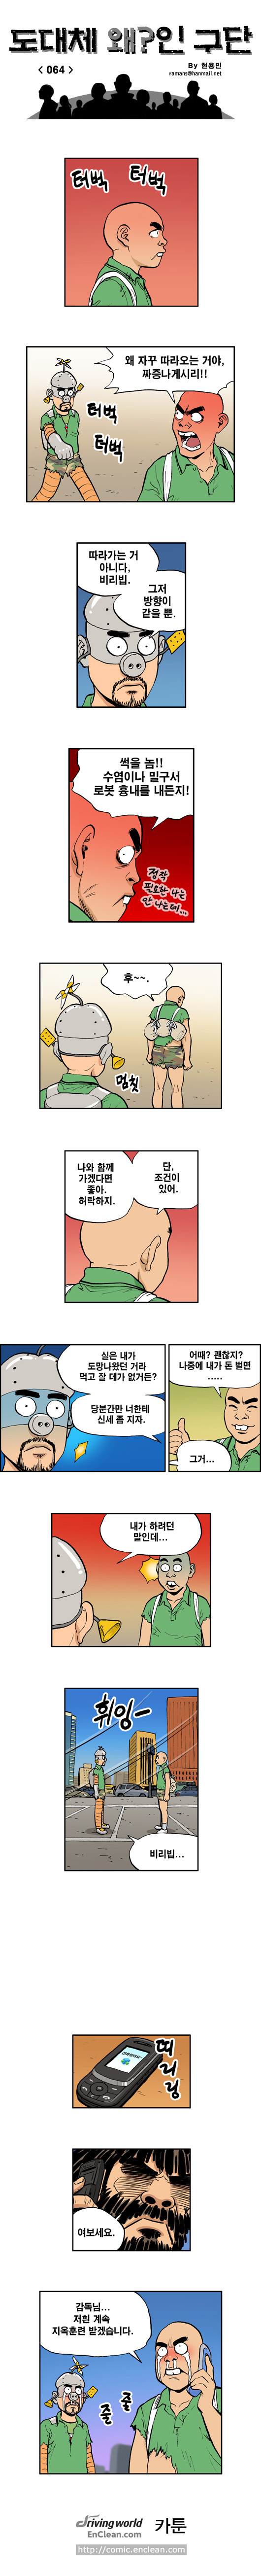 도대체 왜?인 구단
< 064 >
By 현용민
ramans@hanmail.net
터벅 터벅
왜 자꾸 따라오는 거야,
짜증나게시리!!
터벅
터벅
따라가는 거
아니다,
비리빕.
그저
방향이
같을 뿐.
썩을 놈!!
수염이나 밀구서
로봇 흉내를 내든지!
정작
필요한 나는
안 나는데...
후~~.
멈칫
나와 함께
가겠다면
좋아.
허락하지.
단,
조건이
있어.
실은 내가
도망나왔던 거라
먹고 잘 데가 없거든?
당분간만 너한테
신세 좀 지자.
어때? 괜찮지?
나중에 내가 돈 벌면
.....
그거...
내가 하려던
말인데...
휘잉-
비리빕...
띠
리
링
여보세요.
감독님...
저흰 계속
지옥훈련 받겠습니다.
줄
줄
driving world
EnClean.com
카툰
http://comic.enclean.com